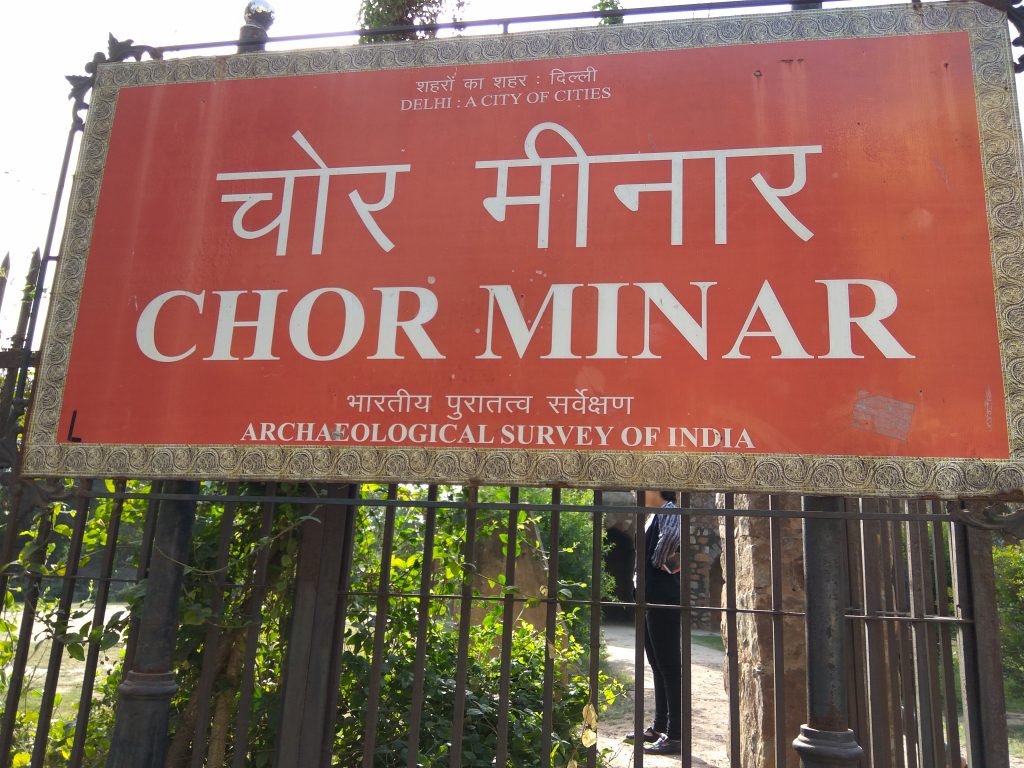 शहरों का शहर : दिल्ली
DELHI : A CITY OF CITIES
चोर मीनार
CHOR MINAR
भारतीय पुरातत्व सर्वेक्षण
ARCHAEOLOGICAL SURVEY OF INDIA
L